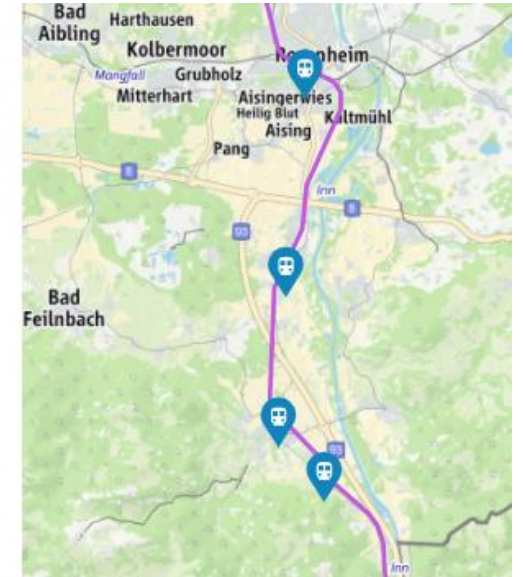 Bad
Aibling
Harthausen
Kolbermoor
Rosenheim
Mangfall
Grubholz
Mitterhart
Aisingerwies
Heilig Blut
Kaltmühl
Aising
Pang
8
Inn
8
93
Bad
Feilnbach
93
Inn